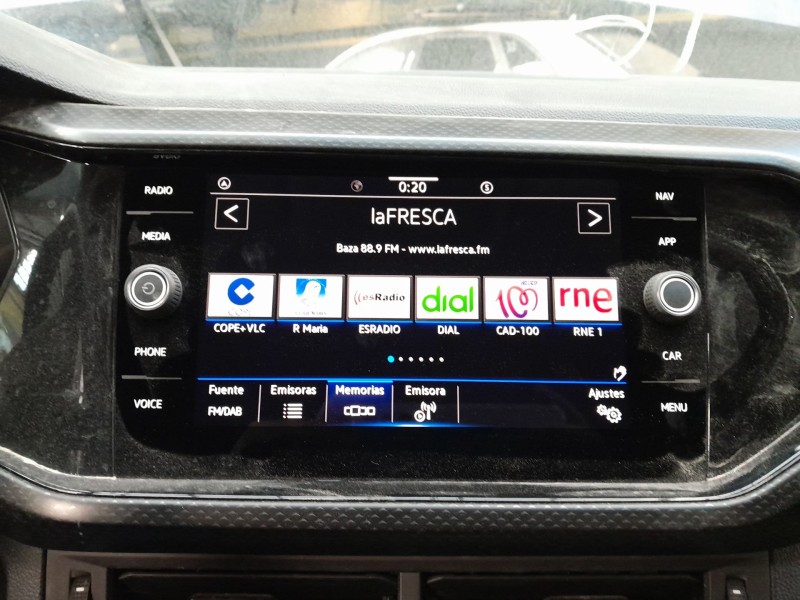 RADIO
MEDIA
PHONE
VOICE
0:20
laFRESCA
Baza 88.9 FM - www.lafresca.fm
esRadio dial 100 rne
COPE+VLC R Maria ESRADIO DIAL CAD-100 RNE 1
Fuente Emisoras Memorias Emisora Ajustes
FM/DAB
NAV
APP
CAR
MENU